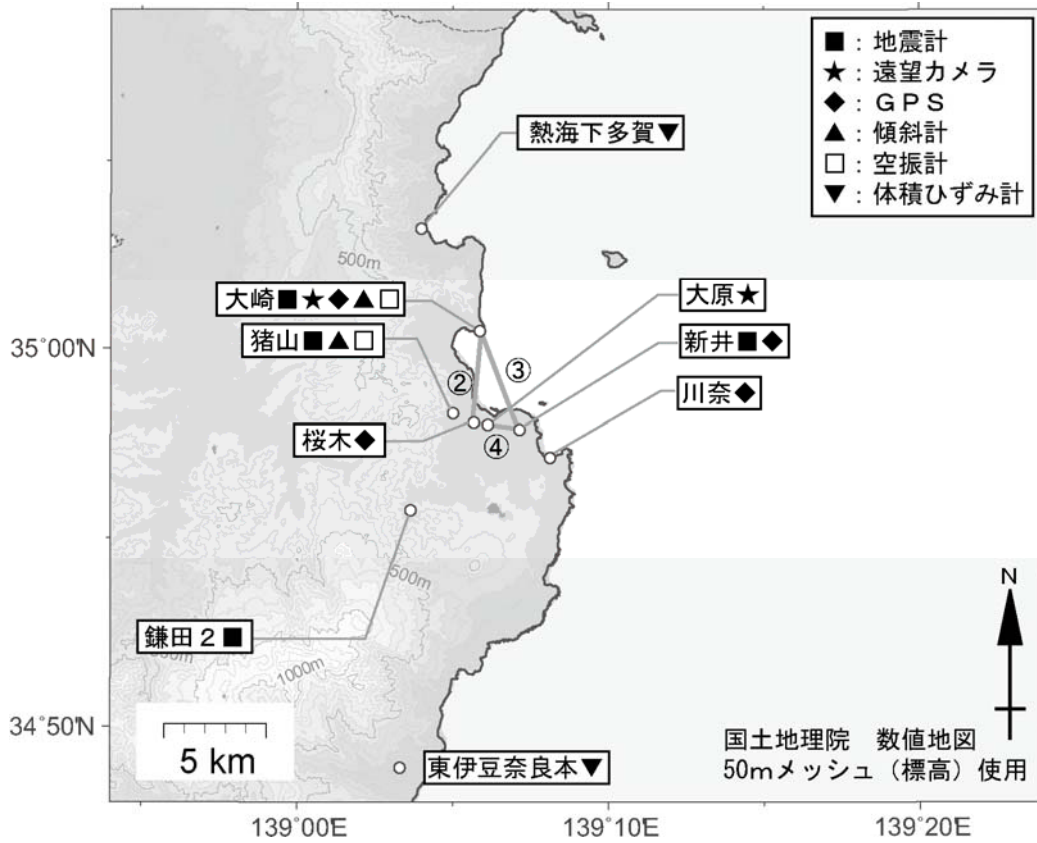 ■：地震計
★：遠望カメラ
◆：ＧＰＳ
▲：傾斜計
□：空振計
▼：体積ひずみ計
熱海下多賀▼
500m
大崎■★◆▲□
大原★
猪山■▲□
新井■◆
35°00'N
②
③
川奈◆
桜木◆
④
500m
N
鎌田２■
1000m
34°50'N
5 km
国土地理院　数値地図
50mメッシュ（標高）使用
東伊豆奈良本▼
139°00'E
139°10'E
139°20'E